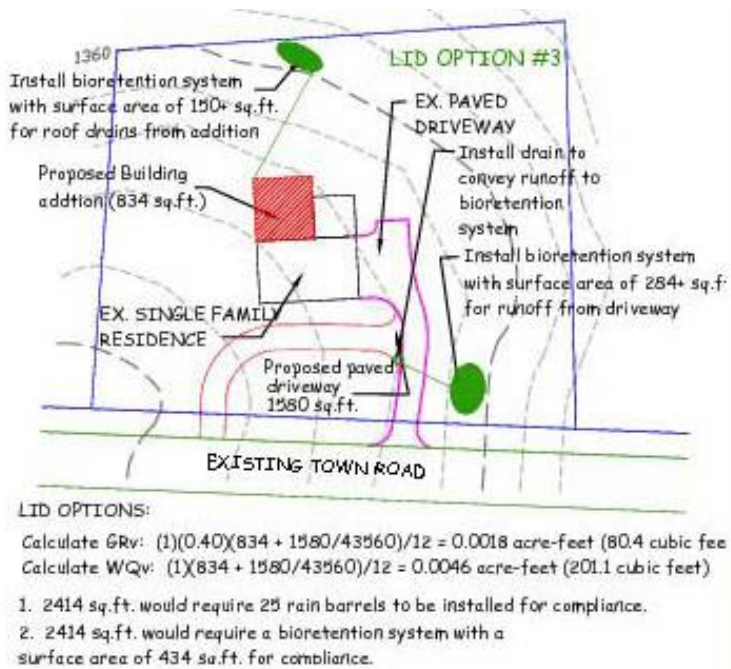 1360
LID OPTION #3
Install bioretention system
with surface area of 150+ sq.ft.
for roof drains from addition
EX. PAVED
DRIVEWAY
Install drain to
convey runoff to
bioretention
system
Proposed Building
addtion (834 sq.ft.)
Install bioretention system
with surface area of 284+ sq.f
for runoff from driveway
EX. SINGLE FAMILY
RESIDENCE
Proposed paved
driveway
1580 sq.ft.
EXISTING TOWN ROAD
LID OPTIONS:
Calculate GRv: (1)(0.40)(834 + 1580/43560)/12 = 0.0018 acre-feet (80.4 cubic fee
Calculate WQv: (1)(834 + 1580/43560)/12 = 0.0046 acre-feet (201.1 cubic feet)
1. 2414 sq.ft. would require 25 rain barrels to be installed for compliance.
2. 2414 sq.ft. would require a bioretention system with a
surface area of 434 sq.ft. for compliance.